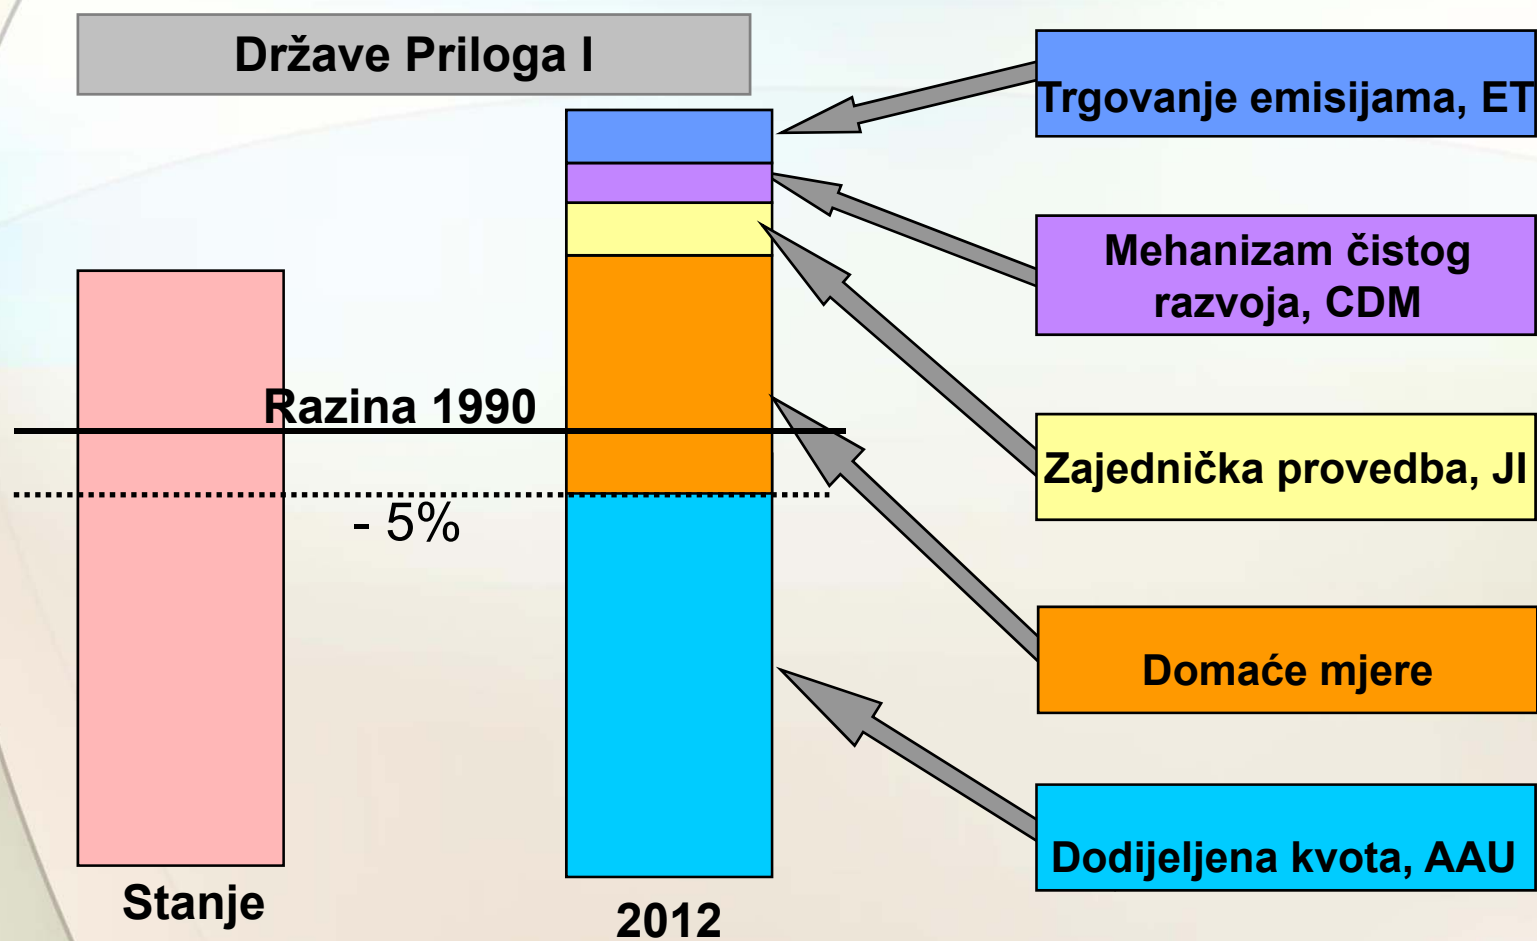 Države Priloga I
Trgovanje emisijama, ET
Mehanizam čistog
razvoja, CDM
Razina 1990
Zajednička provedba, JI
- 5%
Domaće mjere
Dodijeljena kvota, AAU
Stanje
2012